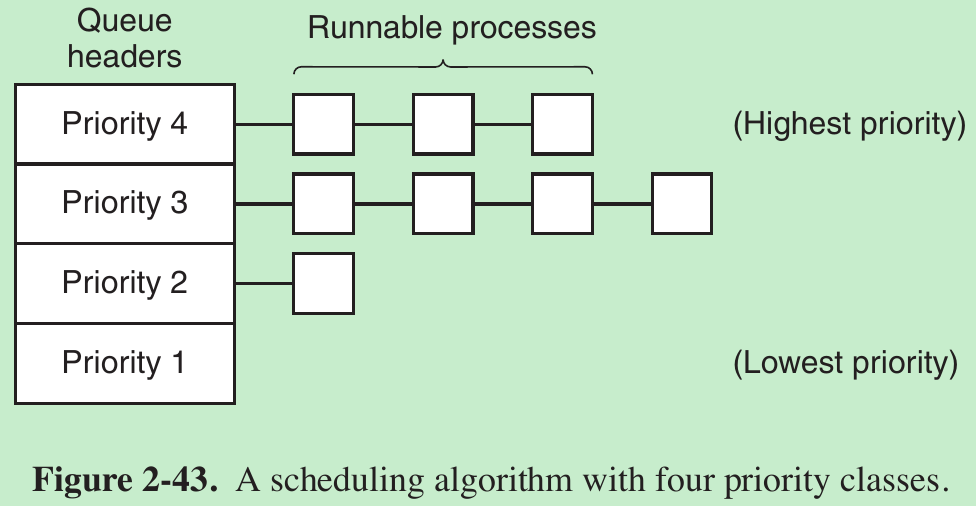 Queue
headers
Runnable processes
Priority 4
(Highest priority)
Priority 3
Priority 2
Priority 1
(Lowest priority)
Figure 2-43. A scheduling algorithm with four priority classes.